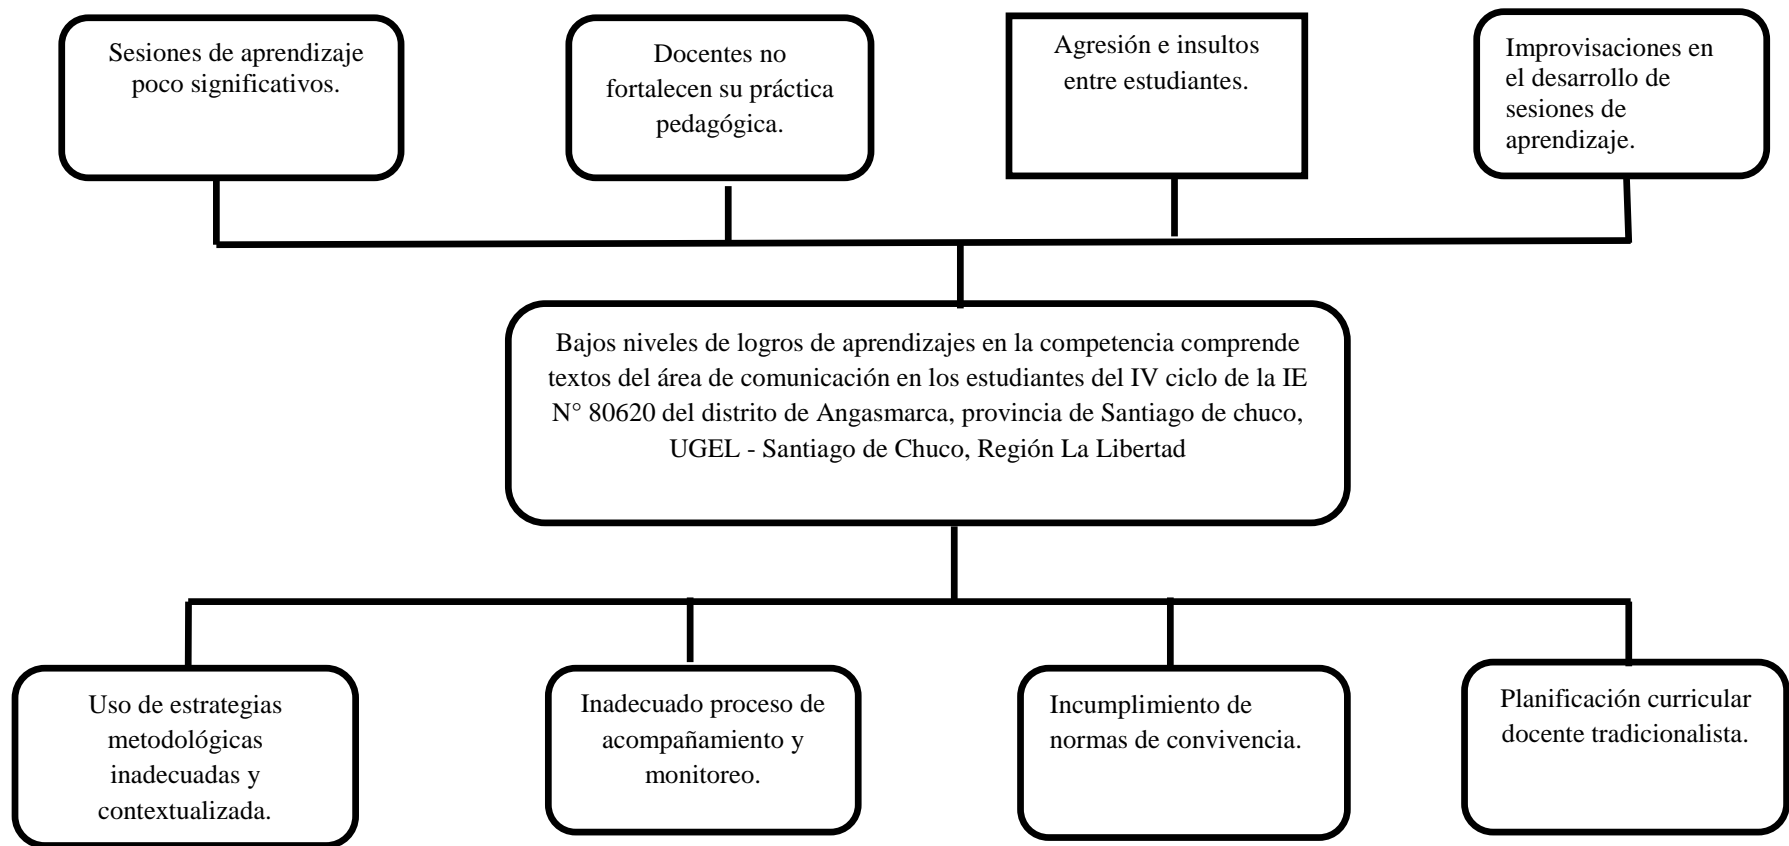 Sesiones de aprendizaje
poco significativos.
Docentes no
fortalecen su práctica
pedagógica.
Agresión e insultos
entre estudiantes.
Improvisaciones en
el desarrollo de
sesiones de
aprendizaje.
Bajos niveles de logros de aprendizajes en la competencia comprende
textos del área de comunicación en los estudiantes del IV ciclo de la IE
N° 80620 del distrito de Angasmarca, provincia de Santiago de chuco,
UGEL - Santiago de Chuco, Región La Libertad
Uso de estrategias
metodológicas
inadecuadas y
contextualizada.
Inadecuado proceso de
acompañamiento y
monitoreo.
Incumplimiento de
normas de convivencia.
Planificación curricular
docente tradicionalista.